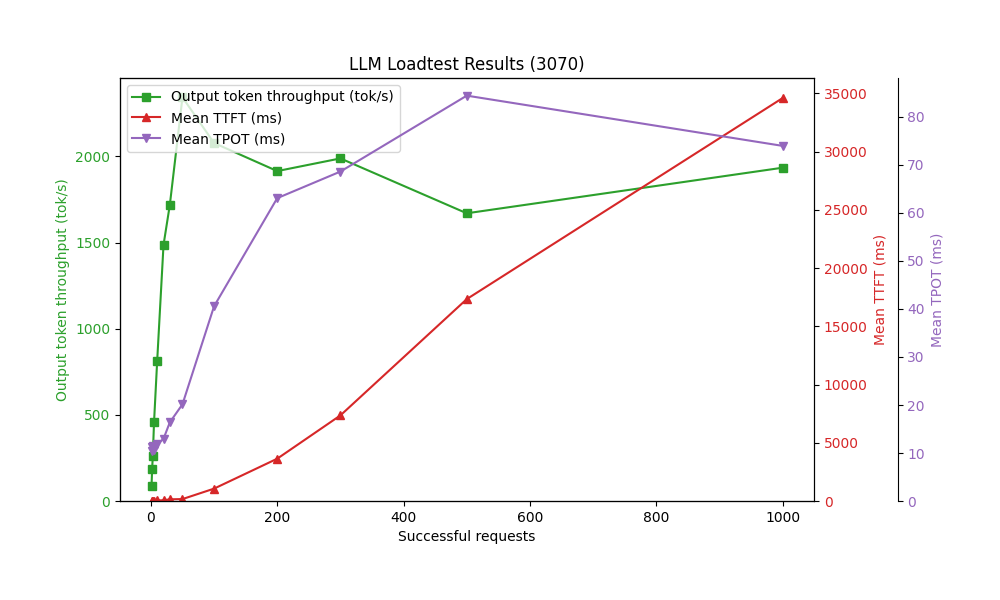 LLM Loadtest Results (3070)
Output token throughput (tok/s)
Mean TTFT (ms)
Mean TPOT (ms)
Output token throughput (tok/s)
2000
1500
1000
500
0
0 200 400 600 800 1000
Successful requests
35000
30000
25000
20000
15000
10000
5000
0
Mean TTFT (ms)
80
70
60
50
40
30
20
10
0
Mean TPOT (ms)